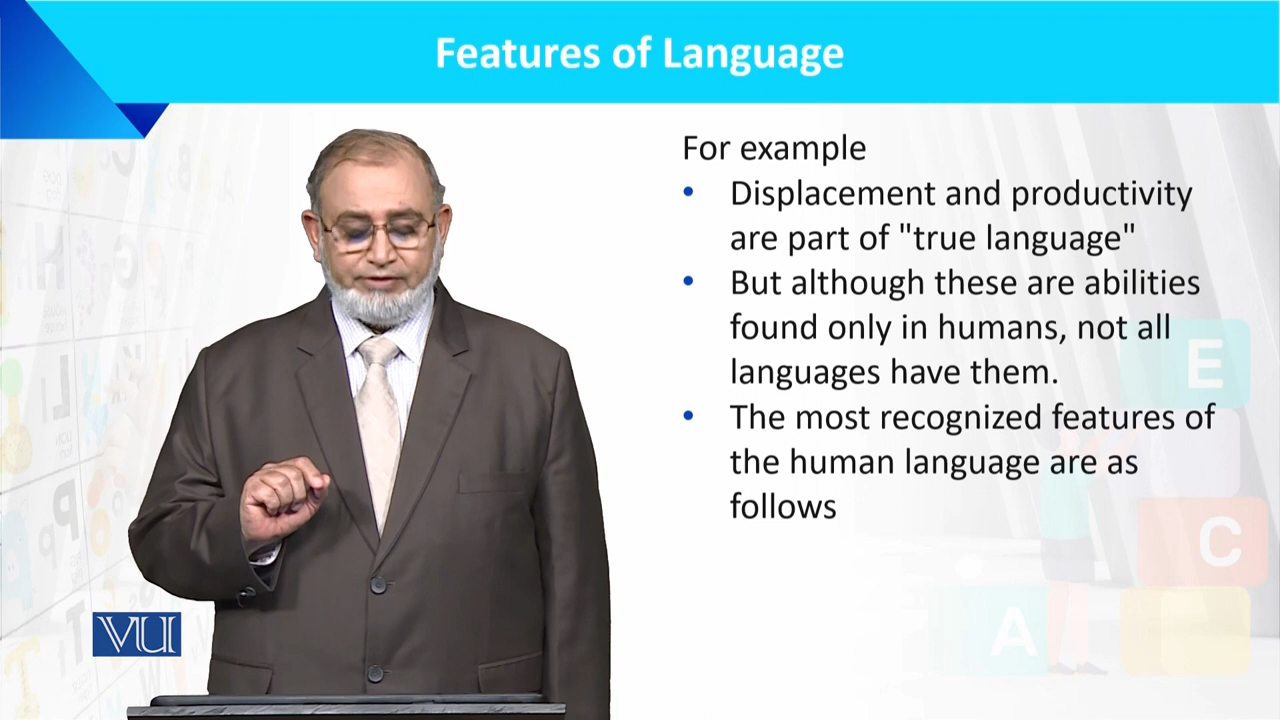 Features of Language
For example
• Displacement and productivity
are part of "true language"
• But although these are abilities
found only in humans, not all
languages have them.
• The most recognized features of
the human language are as
follows
VU
E
C
A